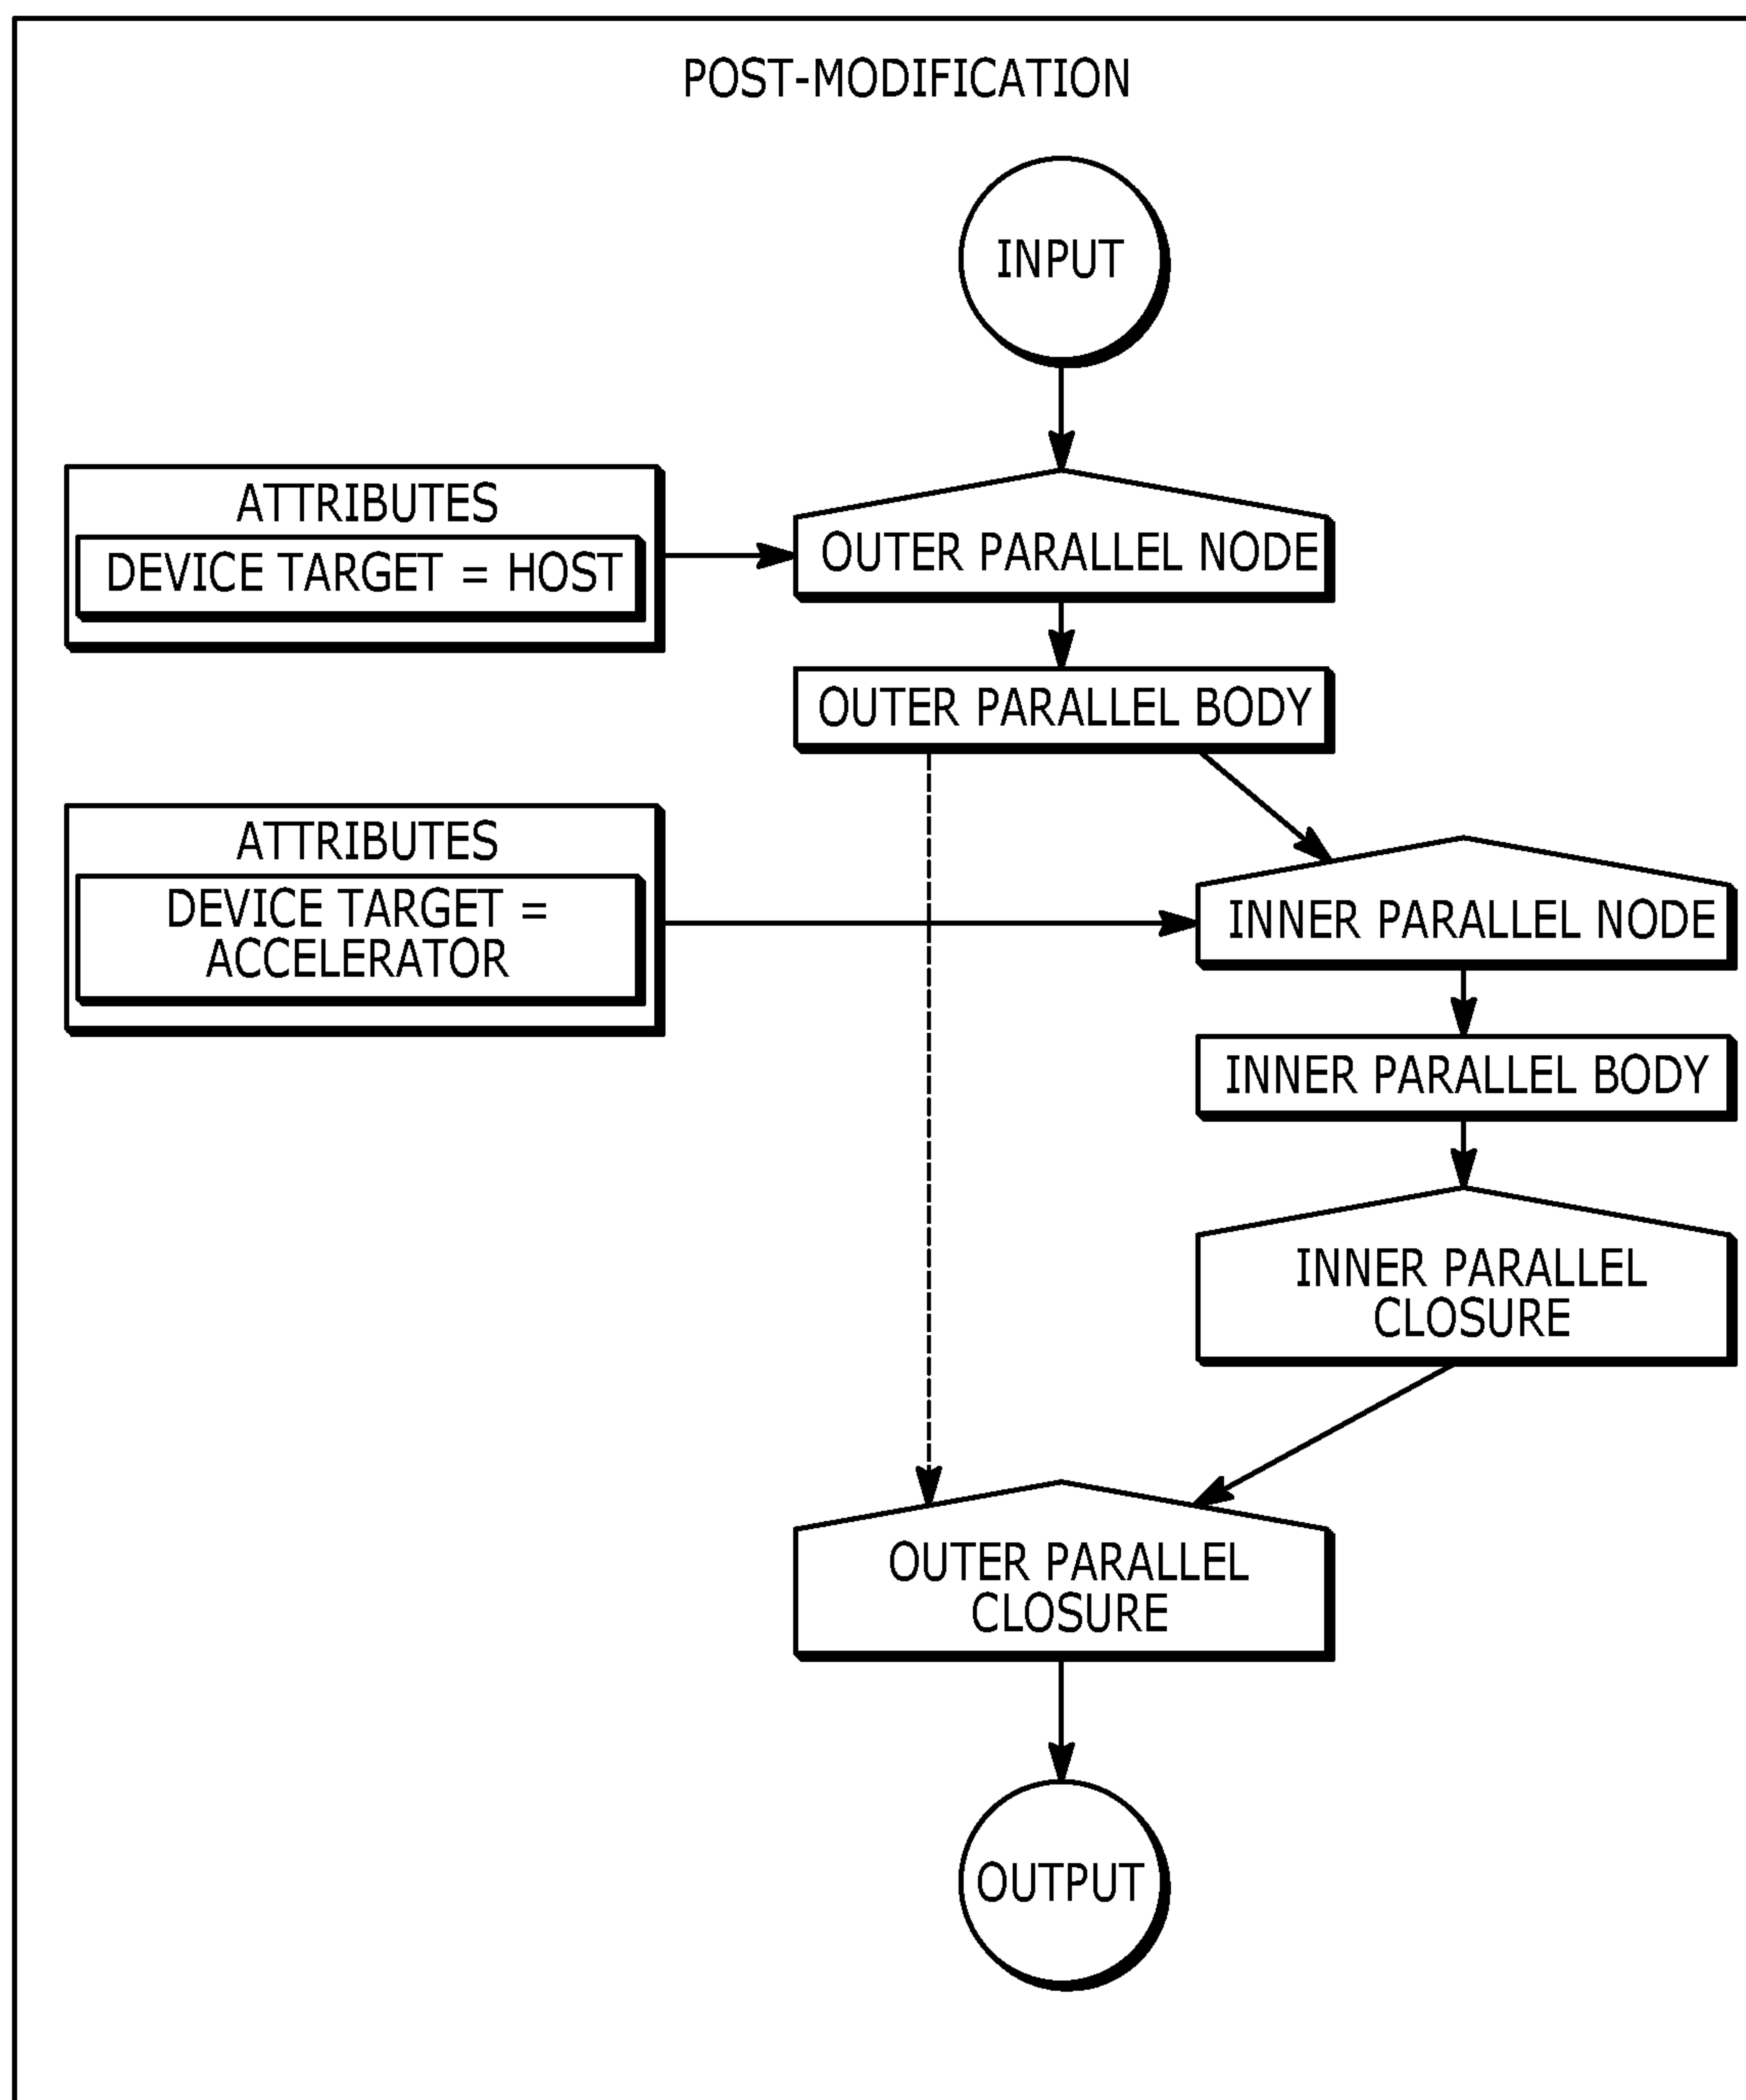 POST-MODIFICATION
INPUT
ATTRIBUTES
DEVICE TARGET = HOST
OUTER PARALLEL NODE
OUTER PARALLEL BODY
ATTRIBUTES
DEVICE TARGET =
ACCELERATOR
INNER PARALLEL NODE
INNER PARALLEL BODY
INNER PARALLEL
CLOSURE
OUTER PARALLEL
CLOSURE
OUTPUT